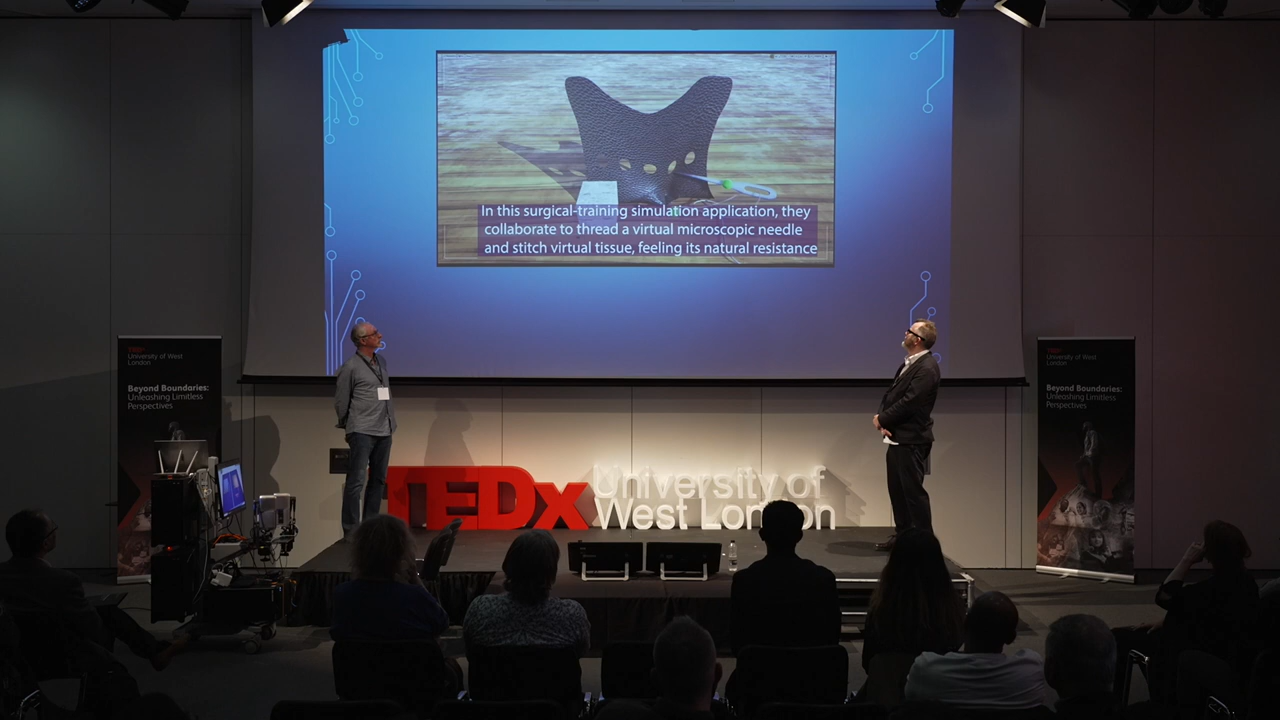 In this surgical-training simulation application, they
collaborate to thread a virtual microscopic needle
and stitch virtual tissue, feeling its natural resistance
TEDx
University of West
London
Beyond Boundaries:
Unleashing Limitless
Perspectives
TEDx University of
West London
TEDx
University of West
London
Beyond Boundaries:
Unleashing Limitless
Perspectives